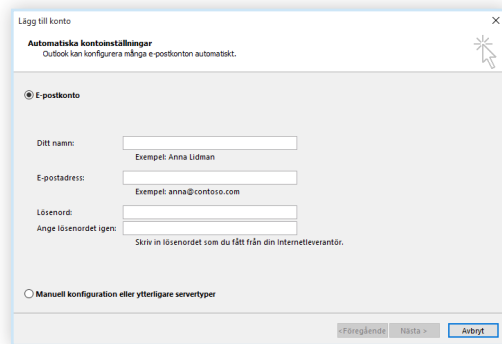 Lägg till konto
Automatiska kontoinställningar
Outlook kan konfigurera många e-postkonton automatiskt.
E-postkonto
Ditt namn:
Exempel: Anna Lidman
E-postadress:
Exempel: anna@contoso.com
Lösenord:
Ange lösenordet igen:
Skriv in lösenordet som du fått från din Internetleverantör.
Manuell konfiguration eller ytterligare servertyper
<Föregående Nästa > Avbryt